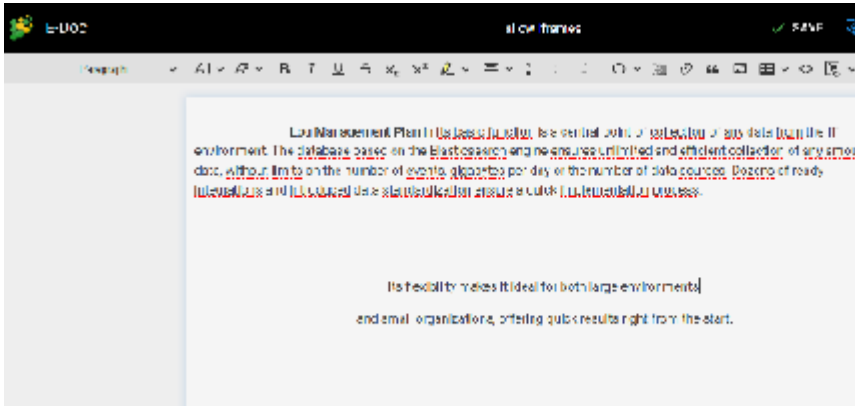 E-DOC
SAVE
Paragraph
Log Management Plan in its basic function is a central point of collection of any data from the IT
environment. The database based on the Elasticsearch engine ensures unlimited and efficient collection of any amou
data, without limits on the number of events, gigabytes per day or the number of data sources. Dozens of ready
integrations and introduced data standardization ensure a quick implementation process.
Its flexibility makes it ideal for both large environments
and small organizations, offering quick results right from the start.